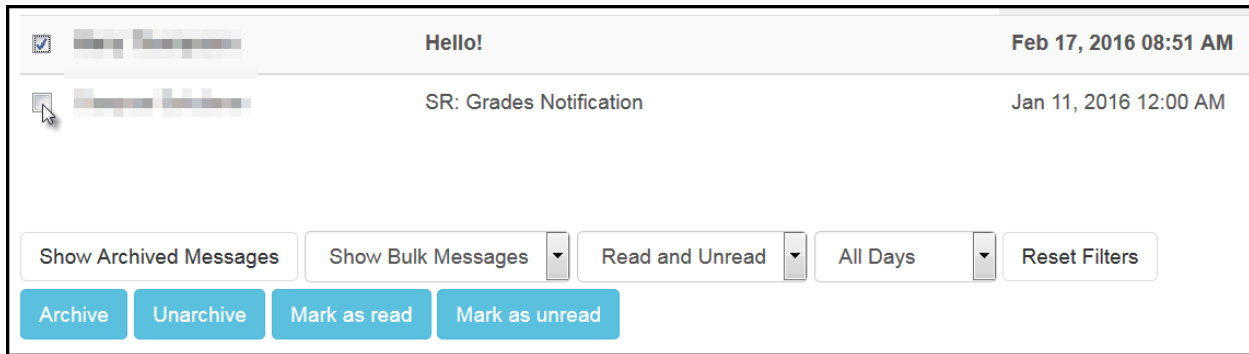 Hello! Feb 17, 2016 08:51 AM
SR: Grades Notification Jan 11, 2016 12:00 AM
Show Archived Messages Show Bulk Messages Read and Unread All Days Reset Filters
Archive Unarchive Mark as read Mark as unread